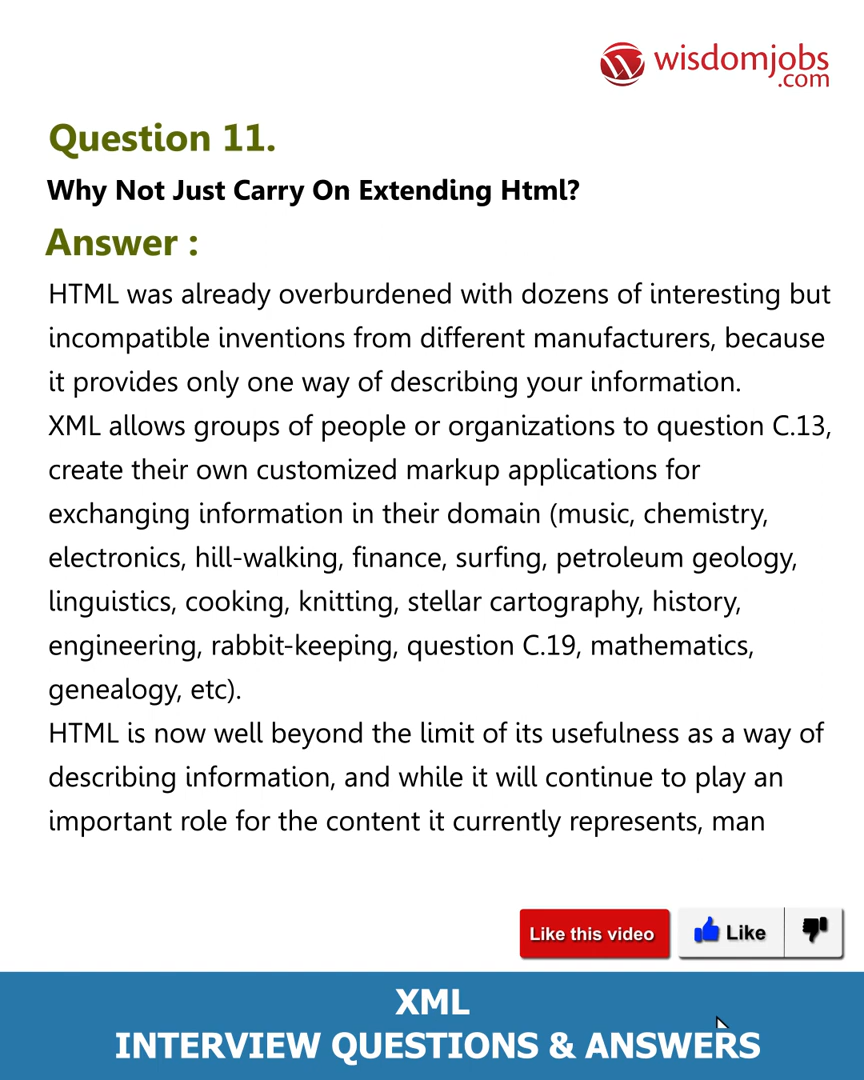 wisdomjobs
.com
Question 11.
Why Not Just Carry On Extending Html?
Answer :
HTML was already overburdened with dozens of interesting but
incompatible inventions from different manufacturers, because
it provides only one way of describing your information.
XML allows groups of people or organizations to question C.13,
create their own customized markup applications for
exchanging information in their domain (music, chemistry,
electronics, hill-walking, finance, surfing, petroleum geology,
linguistics, cooking, knitting, stellar cartography, history,
engineering, rabbit-keeping, question C.19, mathematics,
genealogy, etc).
HTML is now well beyond the limit of its usefulness as a way of
describing information, and while it will continue to play an
important role for the content it currently represents, man
Like this video
Like
XML
INTERVIEW QUESTIONS & ANSWERS